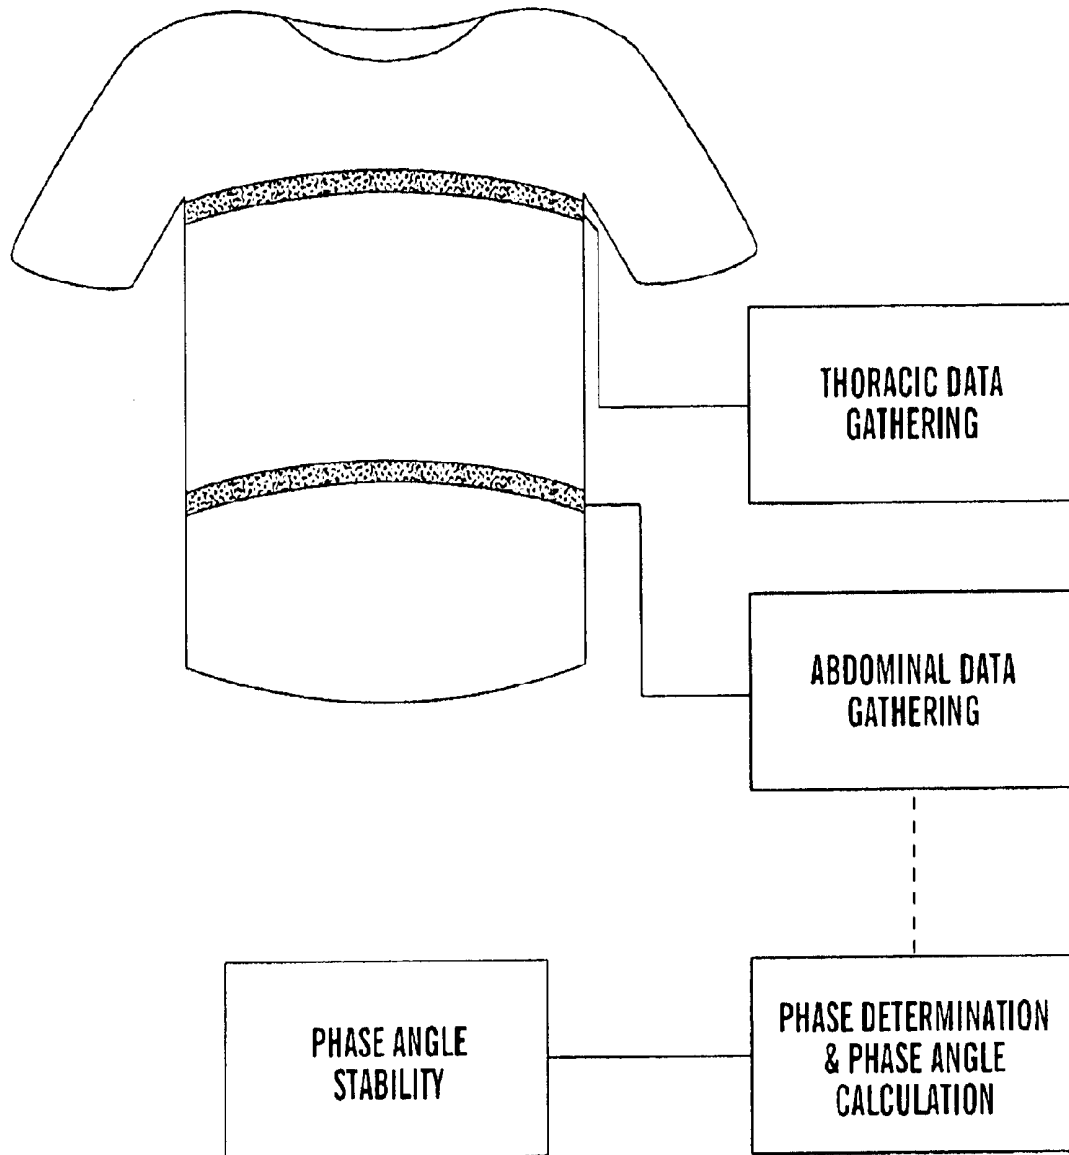 THORACIC DATA
GATHERING
ABDOMINAL DATA
GATHERING
PHASE DETERMINATION
& PHASE ANGLE
CALCULATION
PHASE ANGLE
STABILITY